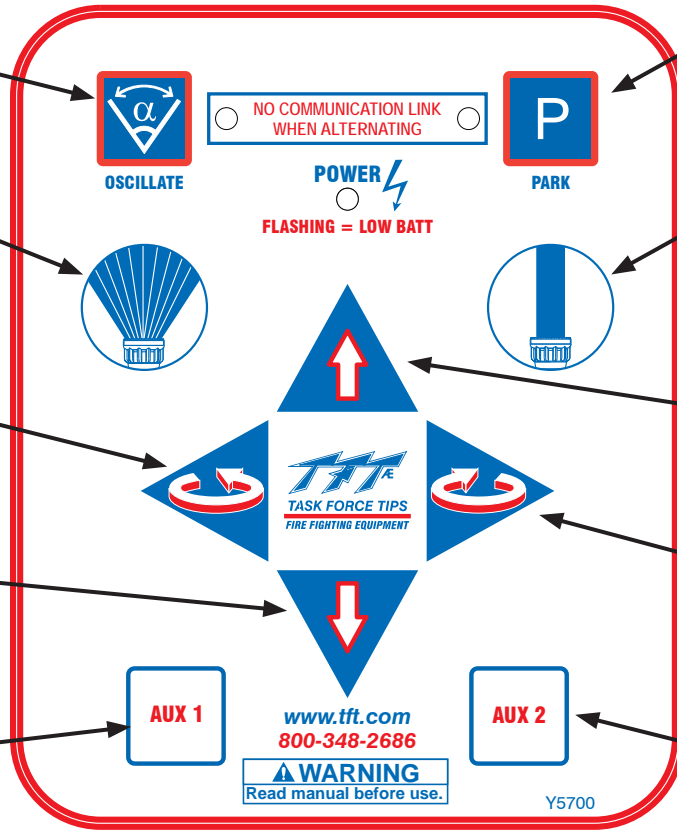 α
NO COMMUNICATION LINK
WHEN ALTERNATING
P
OSCILLATE
POWER
PARK
FLASHING = LOW BATT
TFT Æ
TASK FORCE TIPS
FIRE FIGHTING EQUIPMENT
AUX 1
AUX 2
www.tft.com
800-348-2686
WARNING
Read manual before use.
Y5700